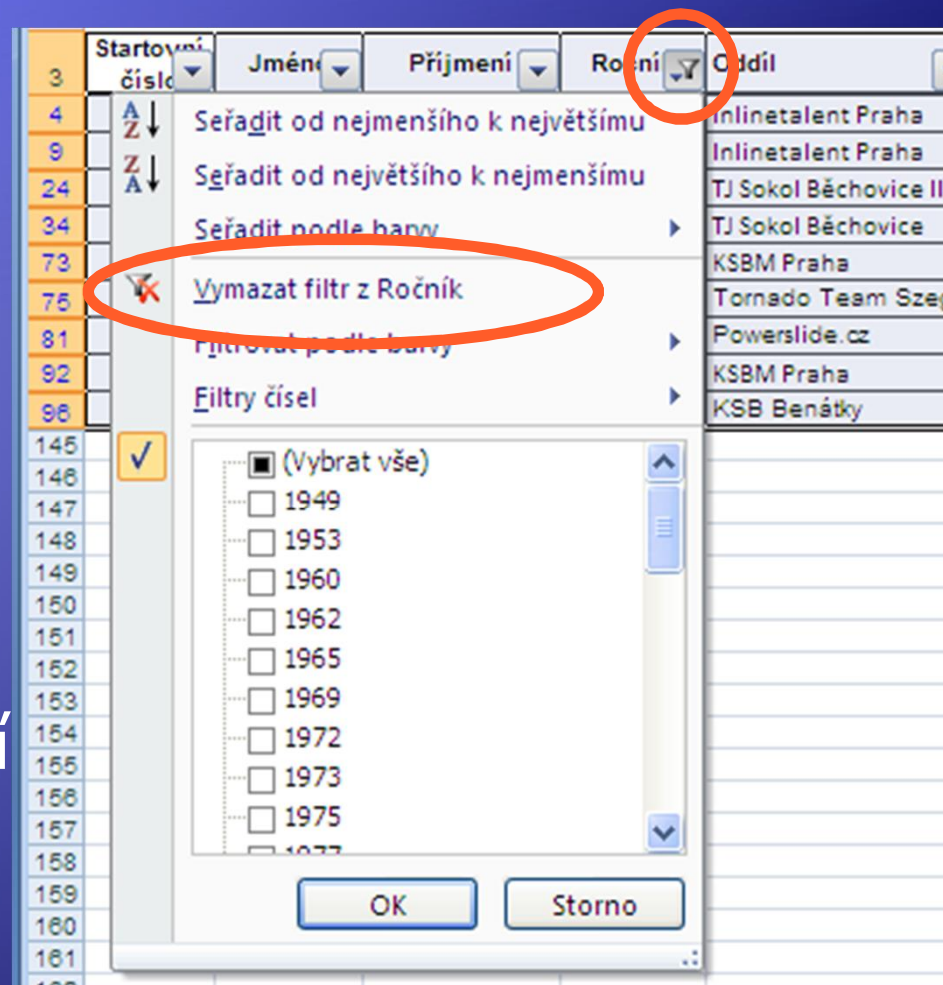 3 Startovní číslo Jméno Příjmení Roční Oddíl
4 Inlinetalent Praha
9 Inlinetalent Praha
24 TJ Sokol Běchovice II
34 TJ Sokol Běchovice
73 KSBM Praha
75 Tornado Team Szeg
81 Powerslide.cz
92 KSBM Praha
96 KSB Benátky
145
146
147
148
149
150
151
152
153
154
155
156
157
158
159
160
161
Seřadit od nejmenšího k největšímu
Seřadit od největšího k nejmenšímu
Seřadit podle barvy
Vymazat filtr z Ročník
Filtrovat podle barvy
Filtry čísel
(Vybrat vše)
1949
1953
1960
1962
1965
1969
1972
1973
1975
1977
OK Storno
í